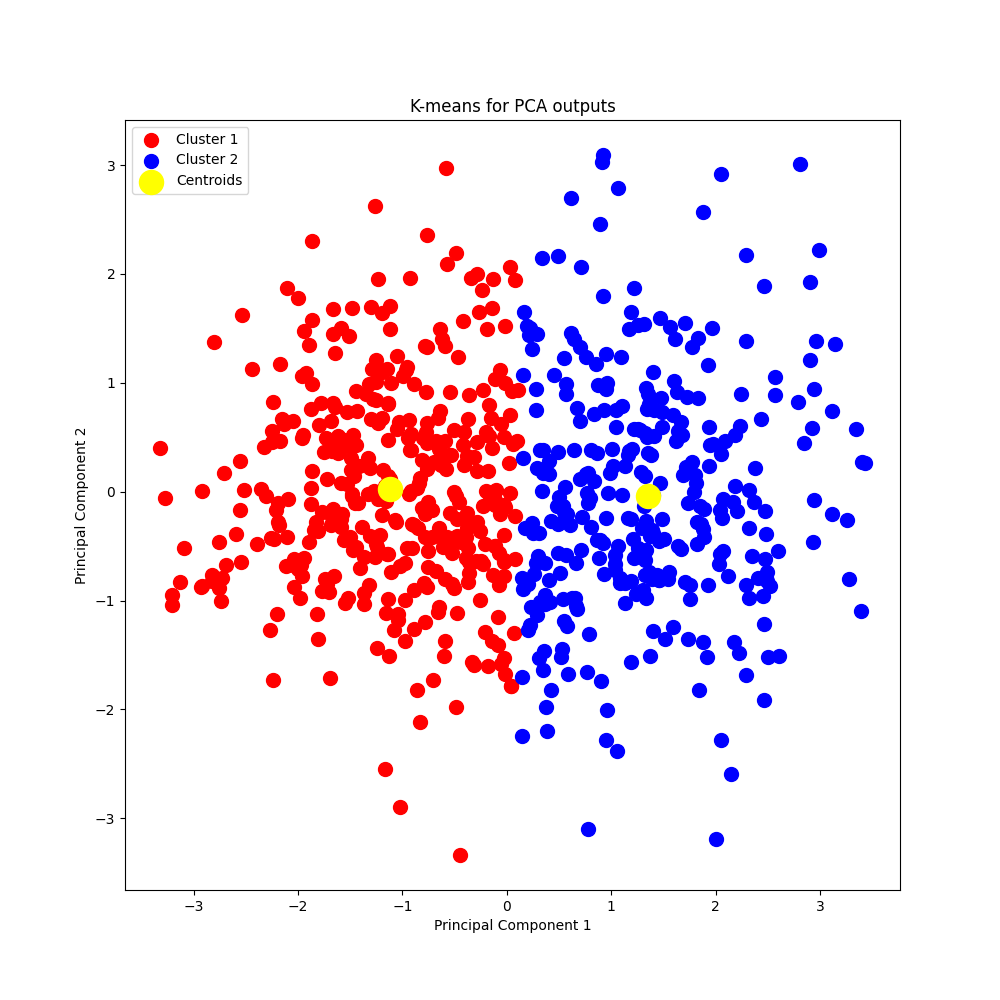 K-means for PCA outputs
Cluster 1
Cluster 2
Centroids
3
2
1
0
−1
−2
−3
Principal Component 2
−3
−2
−1
0
1
2
3
Principal Component 1